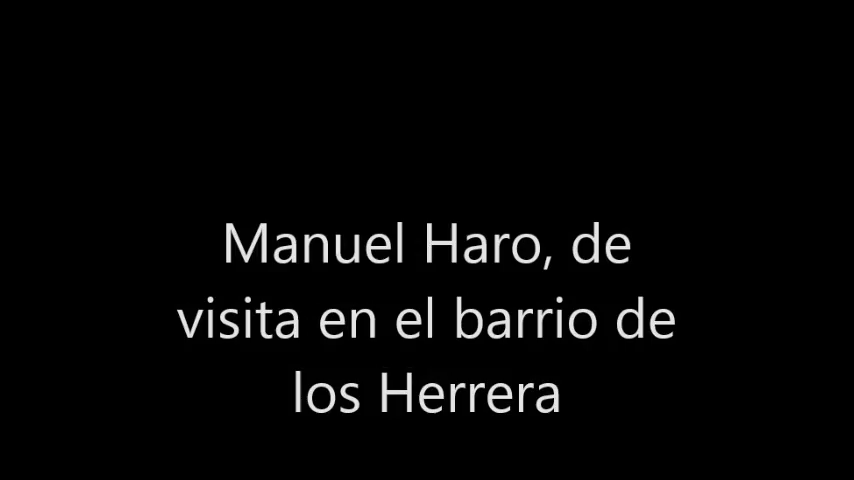 Manuel Haro, de
visita en el barrio de
los Herrera